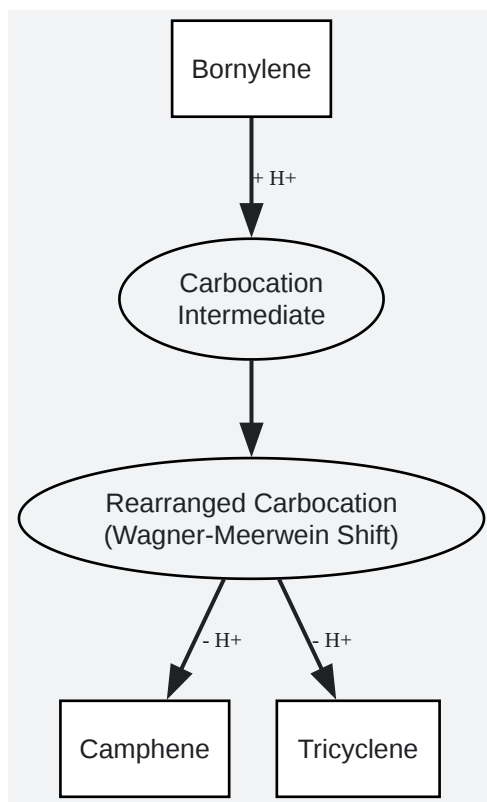 Bornylene
+ H+
Carbocation
Intermediate
Rearranged Carbocation
(Wagner-Meerwein Shift)
- H+
- H+
Camphene
Tricyclene